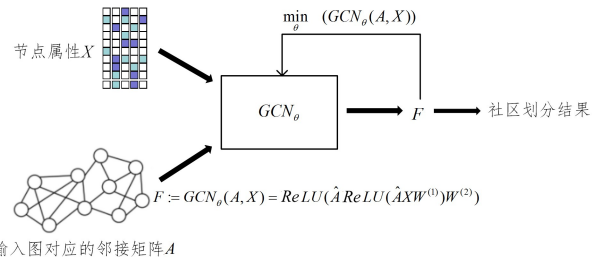 min (GCN_θ(A,X))
θ
节点属性X
GCN_θ
F
社区划分结果
F := GCN_θ(A,X) = ReLU(Â ReLU(ÂXW^(1))W^(2))
输入图对应的邻接矩阵A